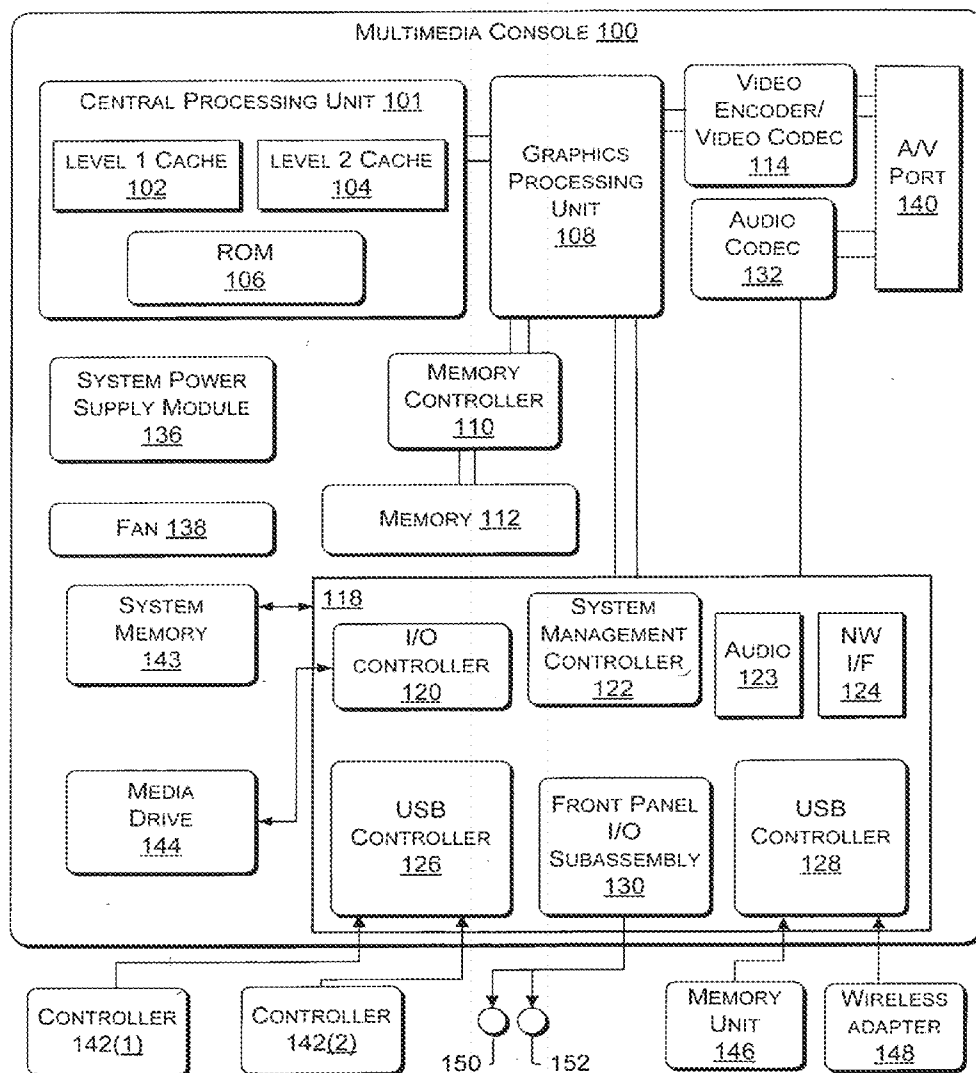 MULTIMEDIA CONSOLE 100
CENTRAL PROCESSING UNIT 101
LEVEL 1 CACHE
102
LEVEL 2 CACHE
104
ROM
106
GRAPHICS
PROCESSING
UNIT
108
VIDEO
ENCODER/
VIDEO CODEC
114
A/V
PORT
140
AUDIO
CODEC
132
SYSTEM POWER
SUPPLY MODULE
136
MEMORY
CONTROLLER
110
FAN 138
MEMORY 112
SYSTEM
MEMORY
143
118
I/O
CONTROLLER
120
SYSTEM
MANAGEMENT
CONTROLLER
122
AUDIO
123
NW
I/F
124
MEDIA
DRIVE
144
USB
CONTROLLER
126
FRONT PANEL
I/O
SUBASSEMBLY
130
USB
CONTROLLER
128
CONTROLLER
142(1)
CONTROLLER
142(2)
150
152
MEMORY
UNIT
146
WIRELESS
ADAPTER
148